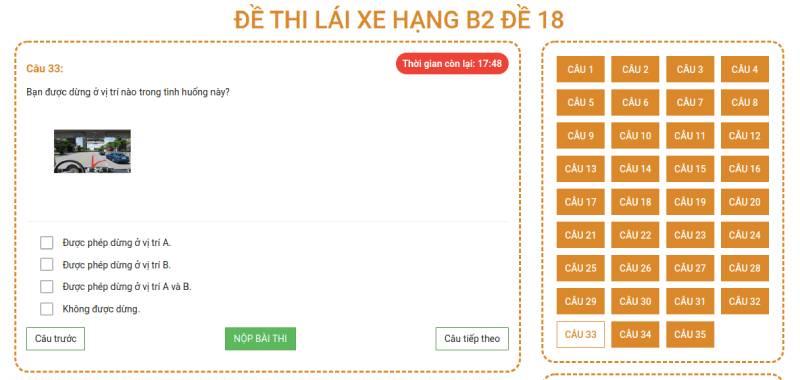 ĐỀ THI LÁI XE HẠNG B2 ĐỀ 18
Câu 33:
Thời gian còn lại: 17:48
Bạn được dừng ở vị trí nào trong tình huống này?
Được phép dừng ở vị trí A.
Được phép dừng ở vị trí B.
Được phép dừng ở vị trí A và B.
Không được dừng.
Câu trước
NỘP BÀI THI
Câu tiếp theo
CÂU 1 CÂU 2 CÂU 3 CÂU 4
CÂU 5 CÂU 6 CÂU 7 CÂU 8
CÂU 9 CÂU 10 CÂU 11 CÂU 12
CÂU 13 CÂU 14 CÂU 15 CÂU 16
CÂU 17 CÂU 18 CÂU 19 CÂU 20
CÂU 21 CÂU 22 CÂU 23 CÂU 24
CÂU 25 CÂU 26 CÂU 27 CÂU 28
CÂU 29 CÂU 30 CÂU 31 CÂU 32
CÂU 33 CÂU 34 CÂU 35